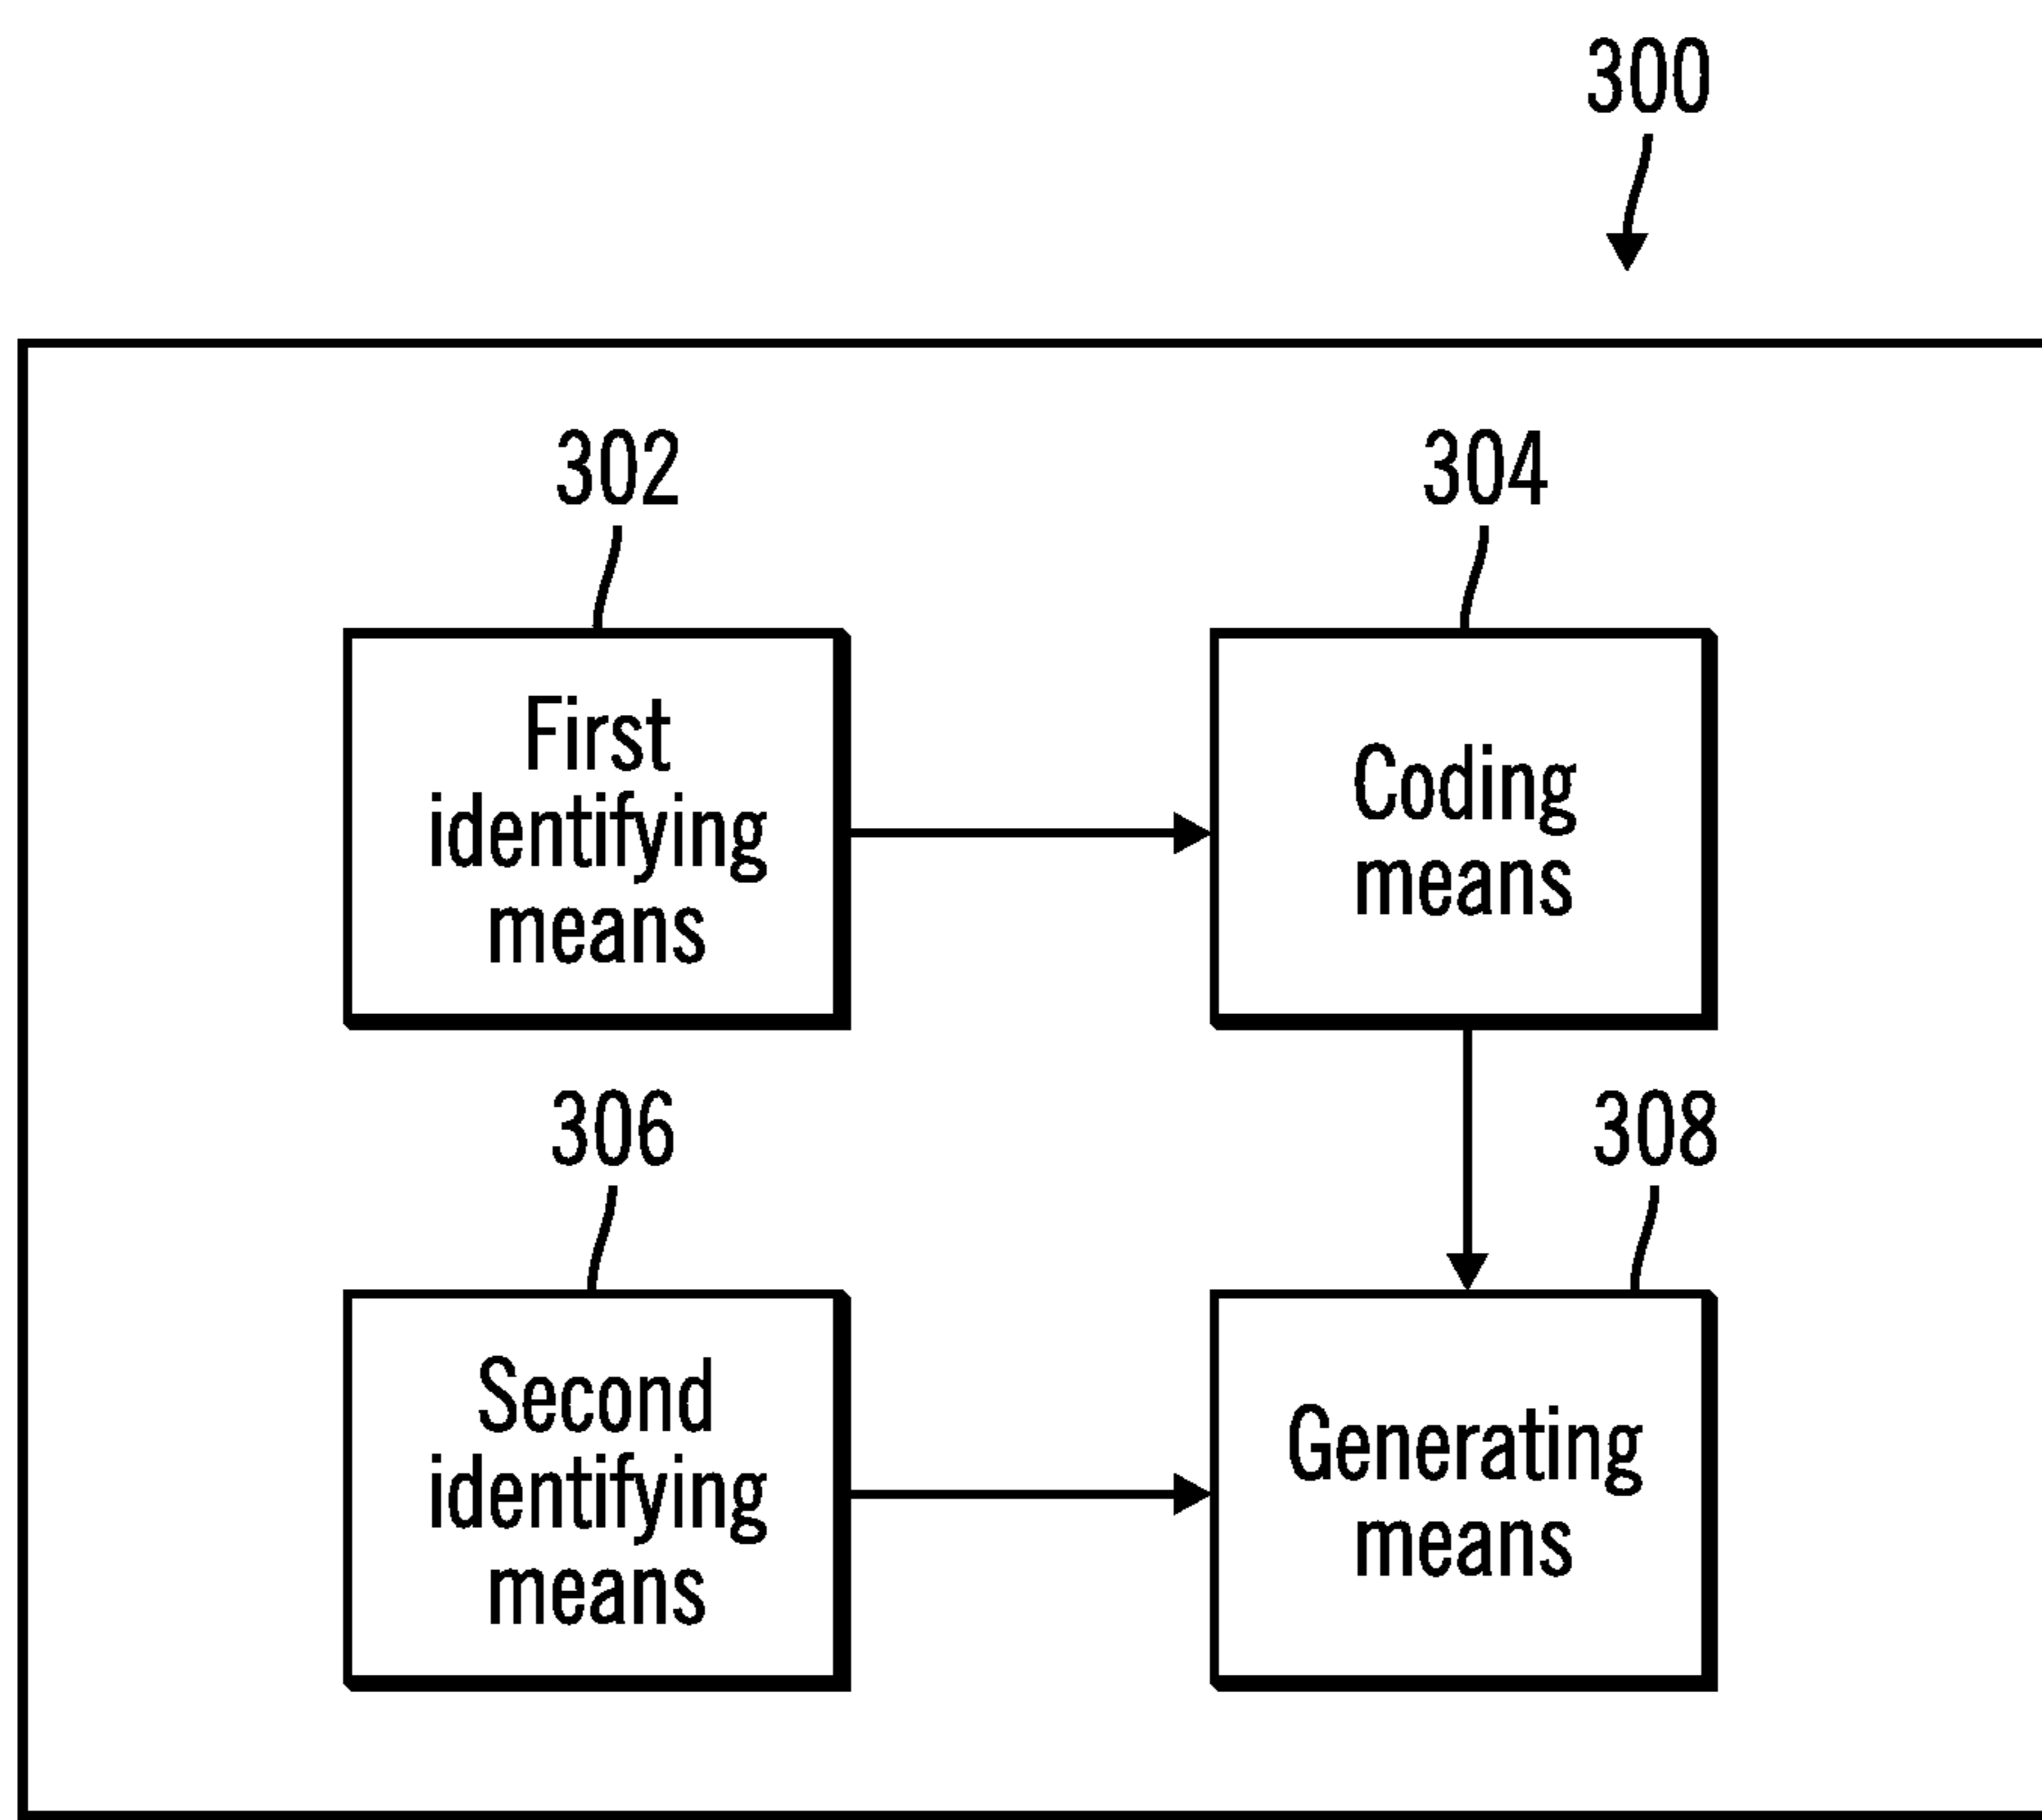 300
302
304
First
identifying
means
Coding
means
306
308
Second
identifying
means
Generating
means